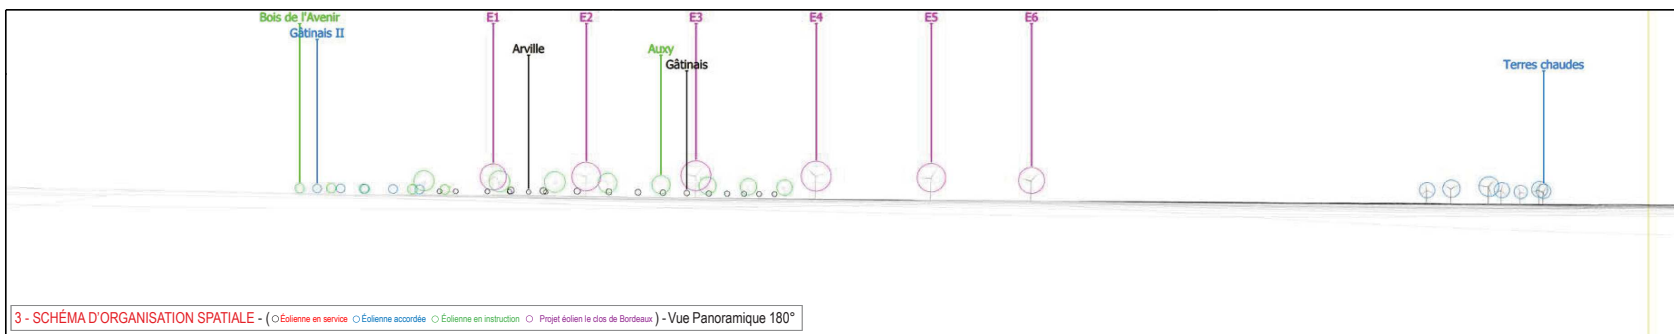 Bois de l'Avenir
E1
E2
E3
E4
E5
E6
Gâtinais II
Arville
Auxy
Gâtinais
Terres chaudes
3 - SCHÉMA D'ORGANISATION SPATIALE - ( Éolienne en service Éolienne accordée Éolienne en instruction Projet éolien le clos de Bordeaux ) - Vue Panoramique 180°